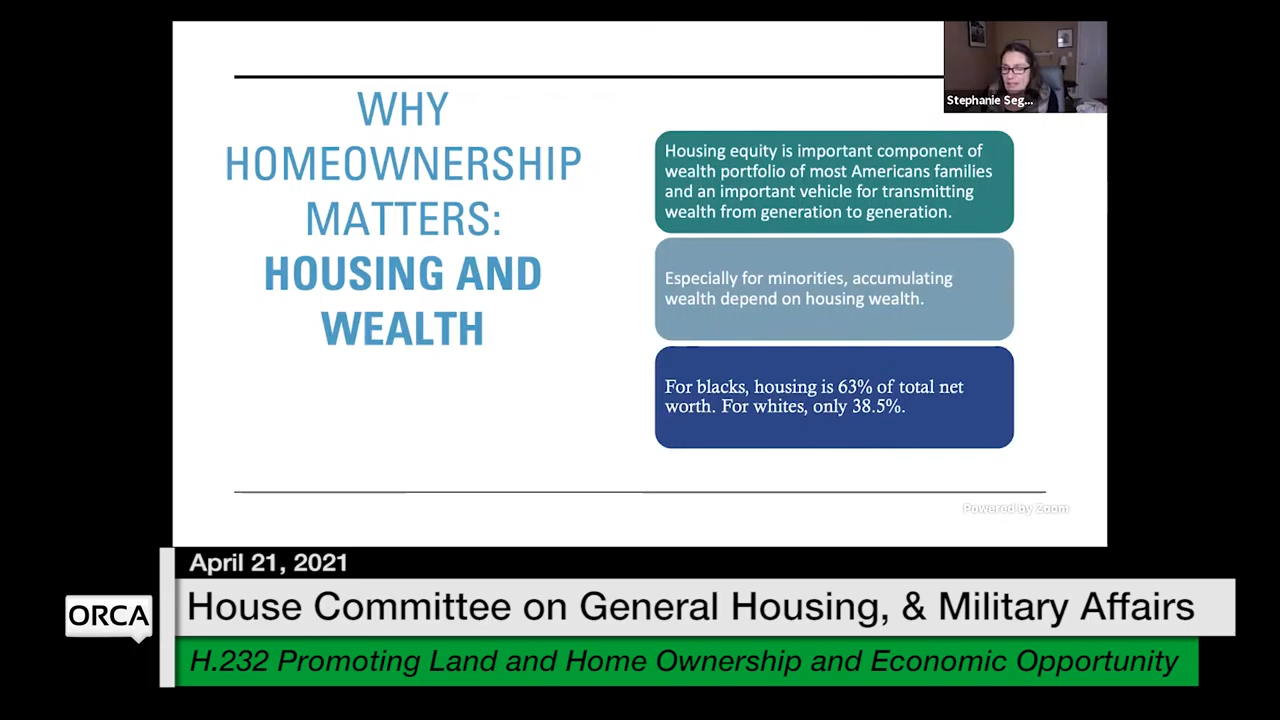 WHY
HOMEOWNERSHIP
MATTERS:
HOUSING AND
WEALTH
Stephanie Seg...
Housing equity is important component of
wealth portfolio of most Americans families
and an important vehicle for transmitting
wealth from generation to generation.
Especially for minorities, accumulating
wealth depend on housing wealth.
For blacks, housing is 63% of total net
worth. For whites, only 38.5%.
Powered by Zoom
April 21, 2021
ORCA
House Committee on General Housing, & Military Affairs
H.232 Promoting Land and Home Ownership and Economic Opportunity